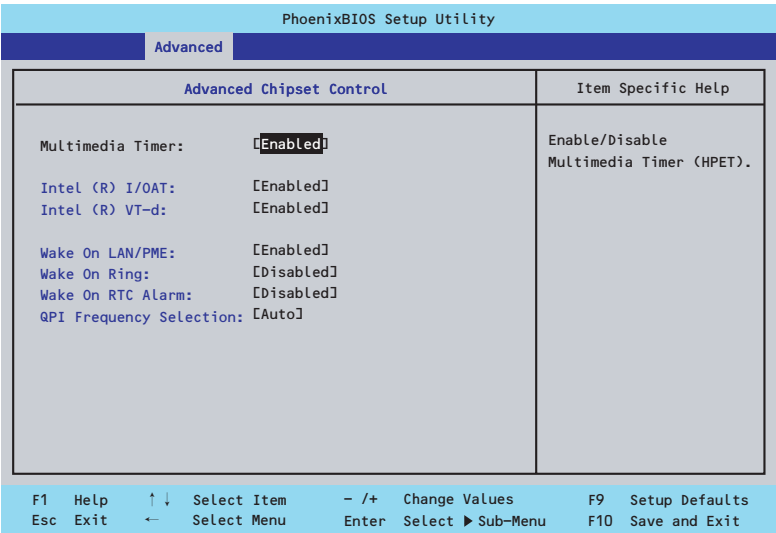 PhoenixBIOS Setup Utility
Advanced
Advanced Chipset Control
Item Specific Help
Multimedia Timer: [Enabled]
Intel (R) I/OAT: [Enabled]
Intel (R) VT-d: [Enabled]
Wake On LAN/PME: [Enabled]
Wake On Ring: [Disabled]
Wake On RTC Alarm: [Disabled]
QPI Frequency Selection: [Auto]
Enable/Disable
Multimedia Timer (HPET).
F1 Help ↑↓ Select Item - /+ Change Values F9 Setup Defaults
Esc Exit ← Select Menu Enter Select ▶ Sub-Menu F10 Save and Exit